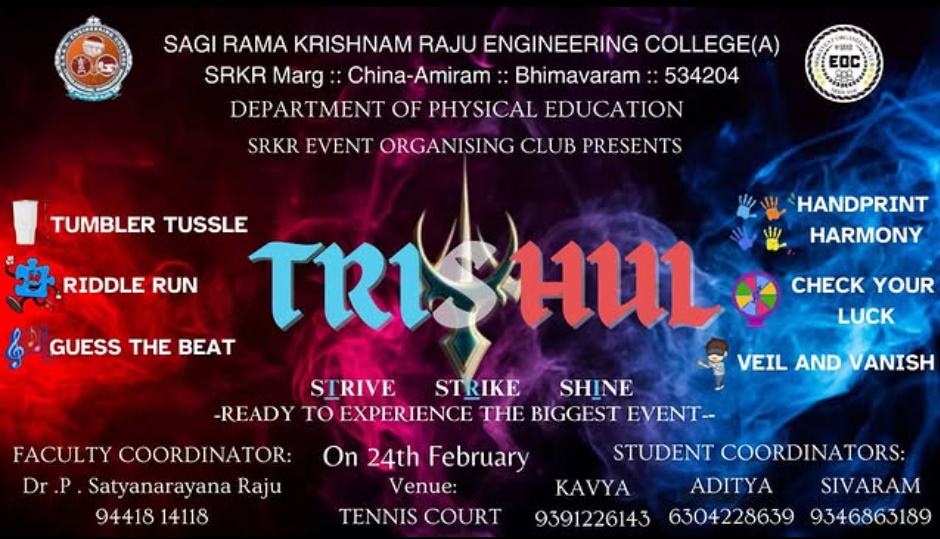 SAGI RAMA KRISHNAM RAJU ENGINEERING COLLEGE(A)
SRKR Marg :: China-Amiram :: Bhimavaram :: 534204
DEPARTMENT OF PHYSICAL EDUCATION
SRKR EVENT ORGANISING CLUB PRESENTS
EOC
TUMBLER TUSSLE
RIDDLE RUN
GUESS THE BEAT
TRISHUL
HANDPRINT
HARMONY
CHECK YOUR
LUCK
VEIL AND VANISH
STRIVE STRIKE SHINE
-READY TO EXPERIENCE THE BIGGEST EVENT--
FACULTY COORDINATOR:
Dr .P . Satyanarayana Raju
94418 14118
On 24th February
Venue:
TENNIS COURT
STUDENT COORDINATORS:
KAVYA ADITYA SIVARAM
9391226143 6304228639 9346863189